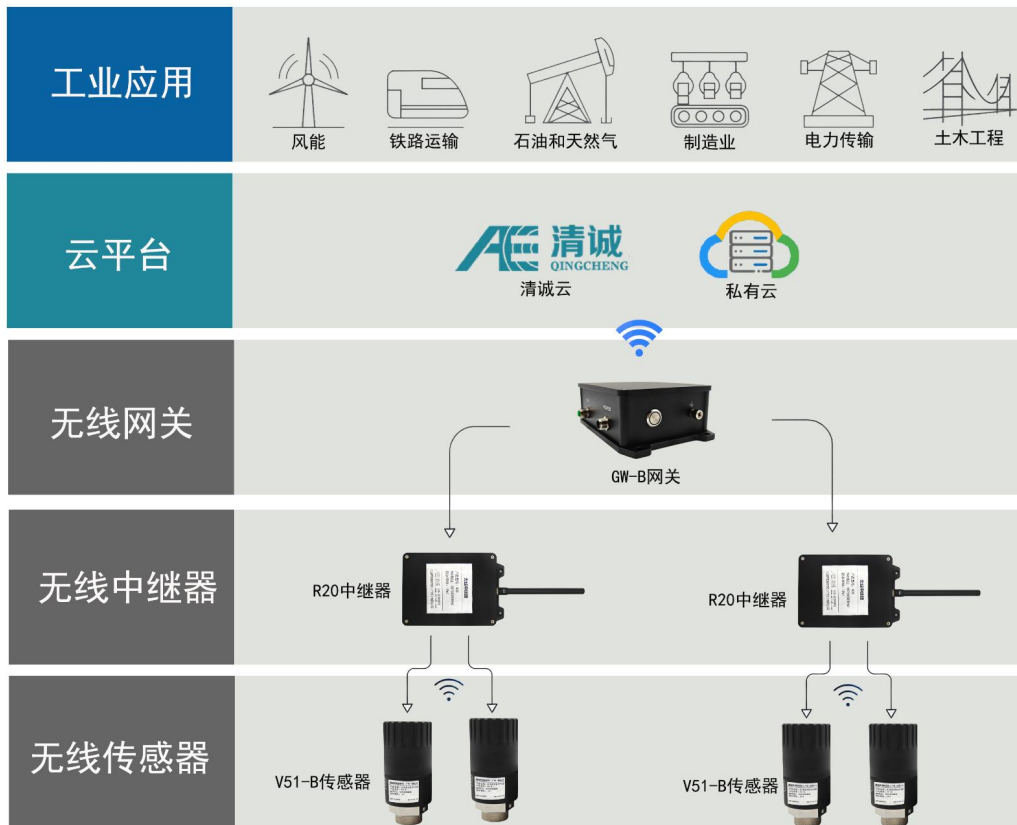 工业应用
风能
铁路运输
石油和天然气
制造业
电力传输
土木工程
云平台
AE 清诚
QINGCHENG
清诚云
私有云
无线网关
GW-B网关
无线中继器
R20中继器
R20中继器
无线传感器
V51-B传感器
V51-B传感器